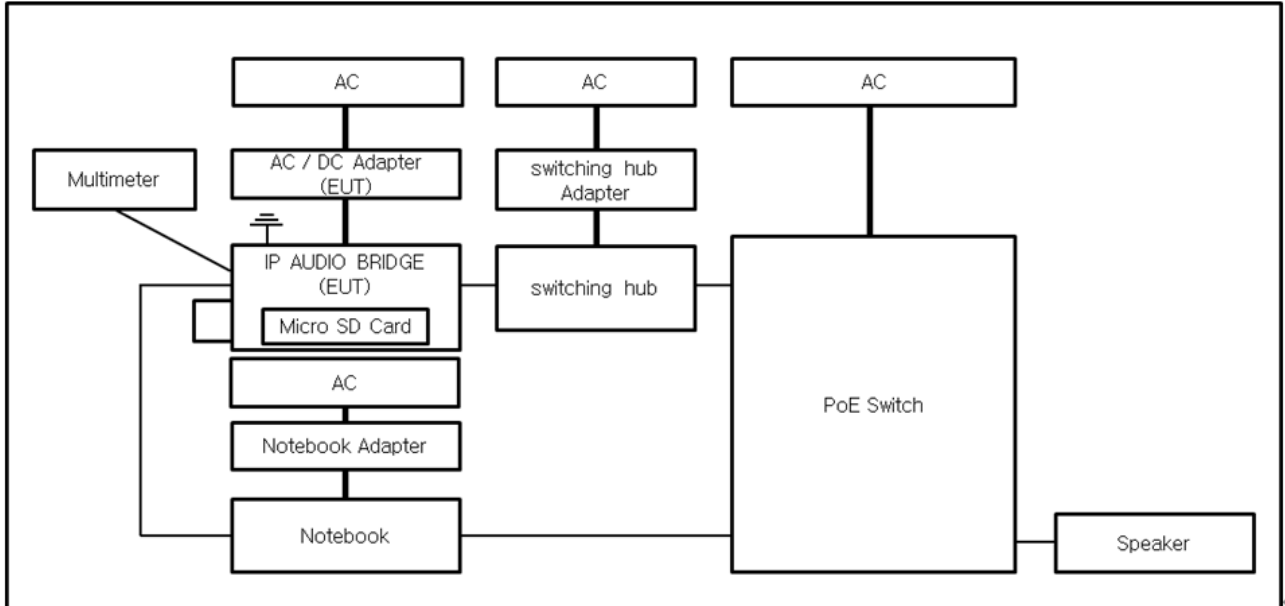 AC
AC
AC
Multimeter
AC / DC Adapter
(EUT)
switching hub
Adapter
IP AUDIO BRIDGE
(EUT)
Micro SD Card
switching hub
AC
Notebook Adapter
PoE Switch
Notebook
Speaker